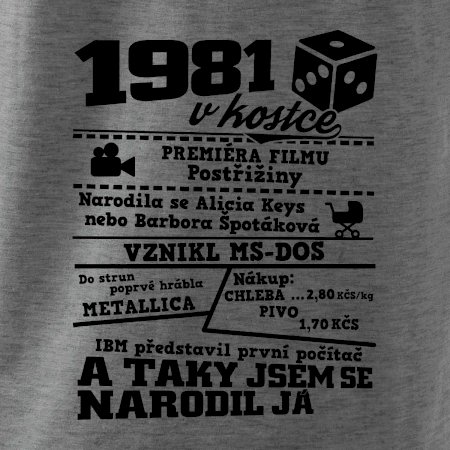 1981
v kostce
PREMIÉRA FILMU
Postřižiny
Narodila se Alicia Keys
nebo Barbora Špotáková
VZNIKL MS-DOS
Do strun
poprvé hrábla
METALLICA
Nákup:
CHLEBA ...2,80 KČS/kg
PIVO
1,70 KČS
IBM představil první počítač
A TAKY JSEM SE
NARODIL JÁ